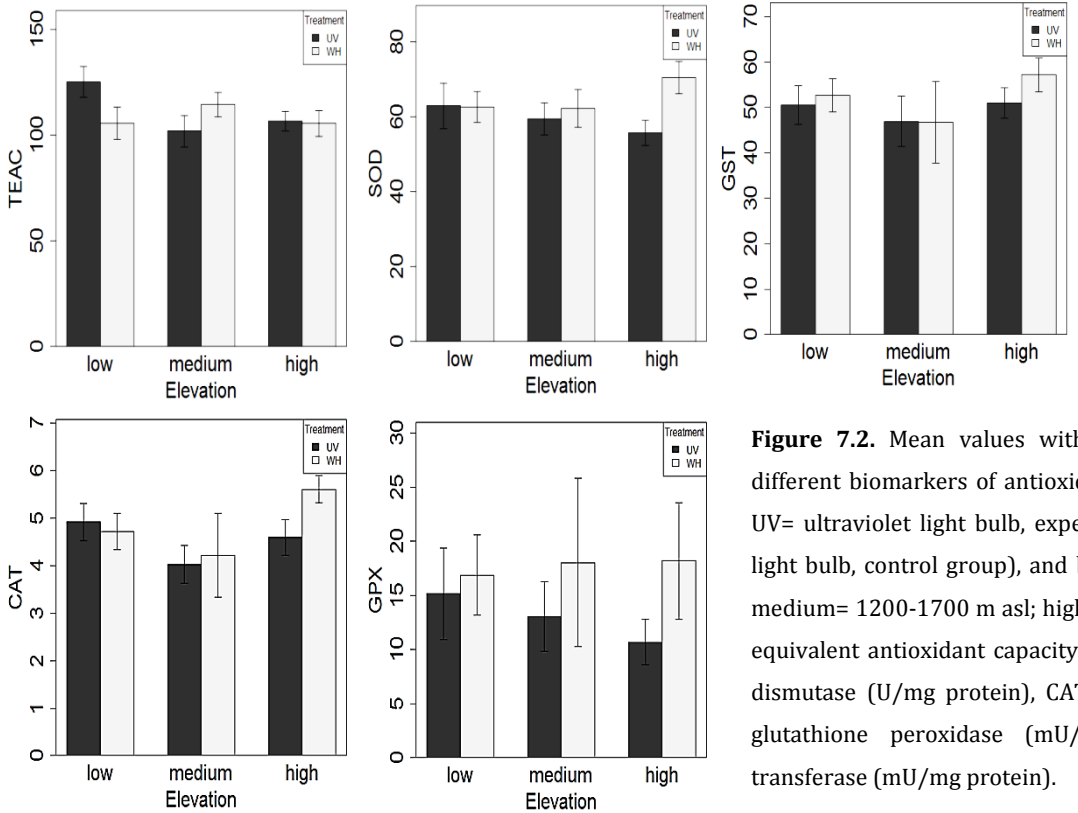 Treatment
UV
WH
TEAC
0
50
100
150
low
medium
high
Elevation
Treatment
UV
WH
SOD
0
20
40
60
80
low
medium
high
Elevation
Treatment
UV
WH
GST
0
10
20
30
40
50
60
70
low
medium
high
Elevation
Treatment
UV
WH
CAT
0
1
2
3
4
5
6
7
low
medium
high
Elevation
Treatment
UV
WH
GPX
0
5
10
15
20
25
30
low
medium
high
Elevation
Figure 7.2. Mean values with
different biomarkers of antioxid
UV= ultraviolet light bulb, expe
light bulb, control group), and b
medium= 1200-1700 m asl; high
equivalent antioxidant capacity
dismutase (U/mg protein), CAT
glutathione peroxidase (mU/
transferase (mU/mg protein).